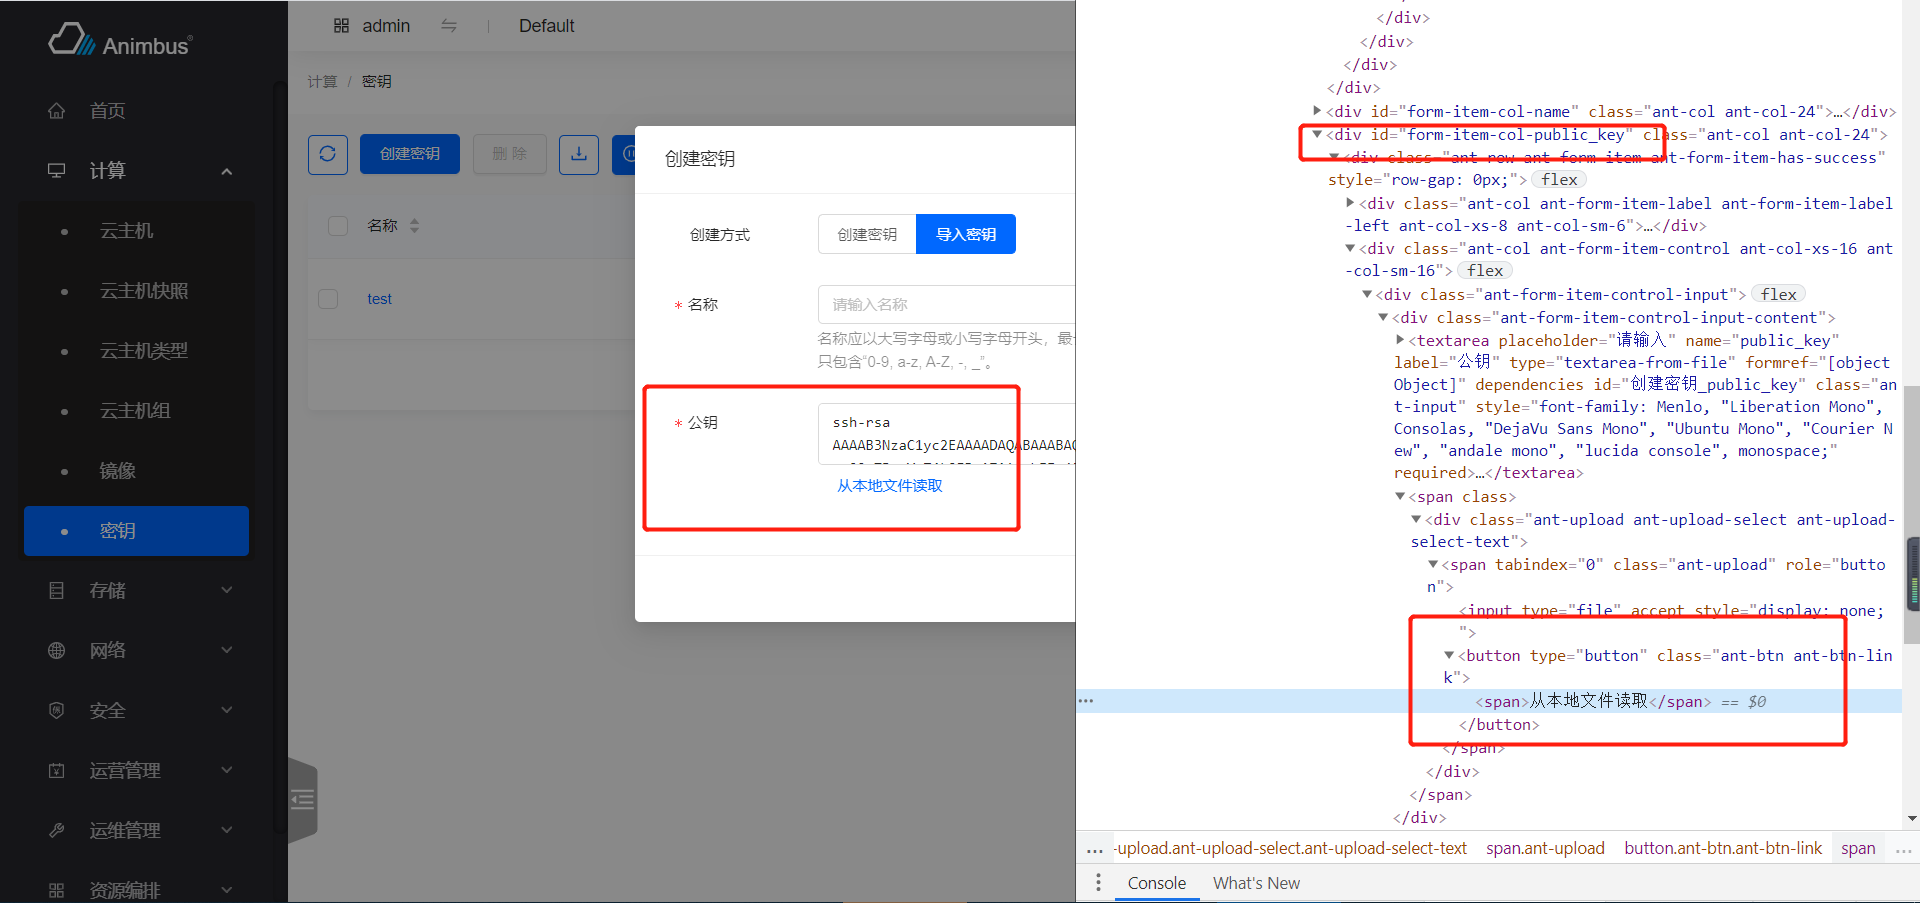 Animbus®
首页
计算
云主机
云主机快照
云主机类型
云主机组
镜像
密钥
存储
网络
安全
运营管理
运维管理
资源编排
admin
Default
计算 / 密钥
创建密钥
删 除
名称
test
创建密钥
创建方式
创建密钥
导入密钥
* 名称
请输入名称
名称应以大写字母或小写字母开头，最
只包含“0-9, a-z, A-Z, -, _”。
* 公钥
ssh-rsa
AAAAB3NzaC1yc2EAAAADAQABAAABAQ
从本地文件读取
</div>
</div>
</div>
</div>
<div id="form-item-col-name" class="ant-col ant-col-24">…</div>
<div id="form-item-col-public_key" class="ant-col ant-col-24">
<div class="ant-row ant-form-item ant-form-item-has-success"
style="row-gap: 0px;"> flex
<div class="ant-col ant-form-item-label ant-form-item-label
-left ant-col-xs-8 ant-col-sm-6">…</div>
<div class="ant-col ant-form-item-control ant-col-xs-16 ant
-col-sm-16"> flex
<div class="ant-form-item-control-input"> flex
<div class="ant-form-item-control-input-content">
<textarea placeholder="请输入" name="public_key"
label="公钥" type="textarea-from-file" formref="[object
Object]" dependencies id="创建密钥_public_key" class="an
t-input" style="font-family: Menlo, "Liberation Mono",
Consolas, "DejaVu Sans Mono", "Ubuntu Mono", "Courier N
ew", "andale mono", "lucida console", monospace;"
required>…</textarea>
<span class>
<div class="ant-upload ant-upload-select ant-upload-
select-text">
<span tabindex="0" class="ant-upload" role="butto
n">
<input type="file" accept style="display: none;
">
<button type="button" class="ant-btn ant-btn-lin
k">
<span>从本地文件读取</span> == $0
</button>
</span>
</div>
</span>
</div>
… -upload.ant-upload-select.ant-upload-select-text span.ant-upload button.ant-btn.ant-btn-link span …
Console What's New